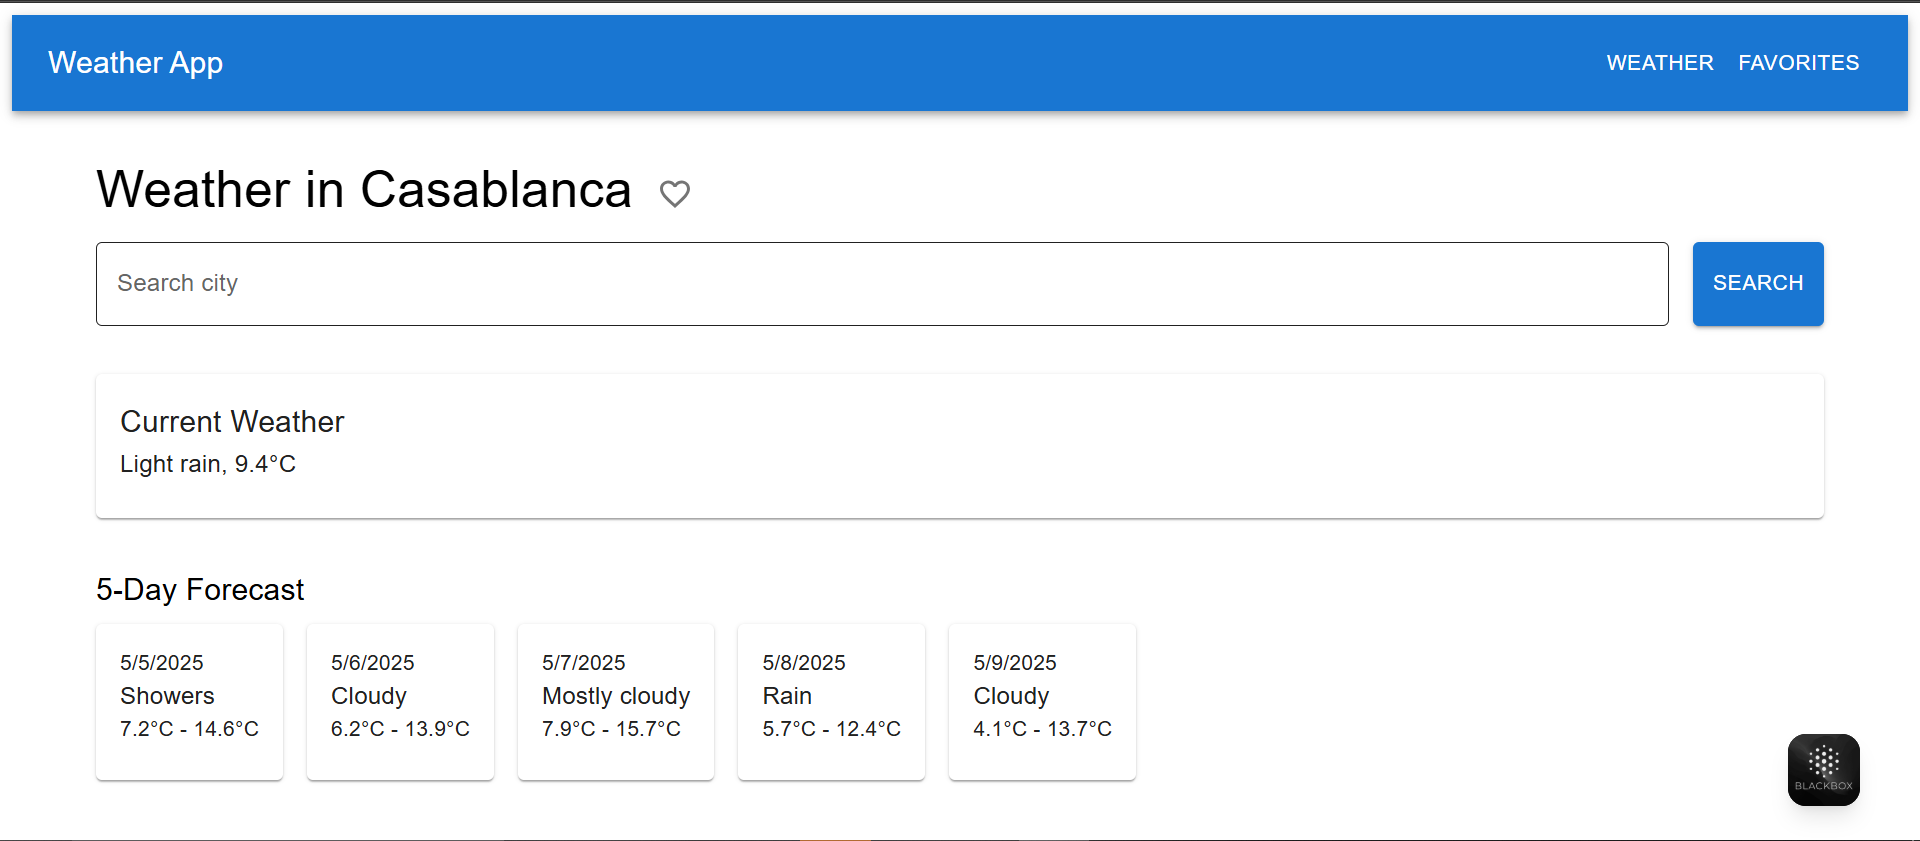 Weather App
WEATHER FAVORITES
Weather in Casablanca
Search city
SEARCH
Current Weather
Light rain, 9.4°C
5-Day Forecast
5/5/2025
Showers
7.2°C - 14.6°C
5/6/2025
Cloudy
6.2°C - 13.9°C
5/7/2025
Mostly cloudy
7.9°C - 15.7°C
5/8/2025
Rain
5.7°C - 12.4°C
5/9/2025
Cloudy
4.1°C - 13.7°C
BLACKBOX